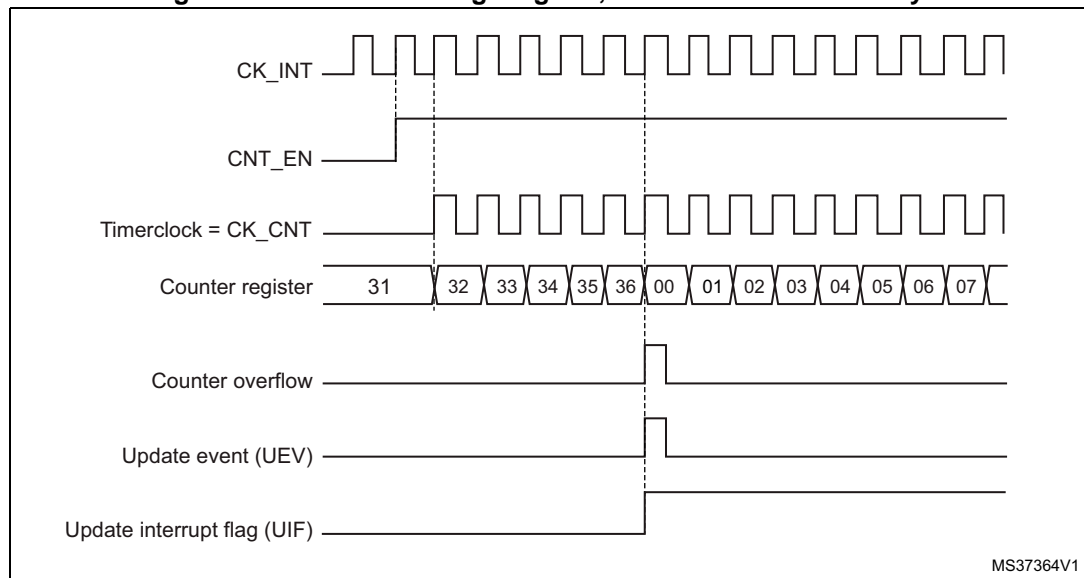 CK_INT
CNT_EN
Timerclock = CK_CNT
Counter register 31 32 33 34 35 36 00 01 02 03 04 05 06 07
Counter overflow
Update event (UEV)
Update interrupt flag (UIF)
MS37364V1